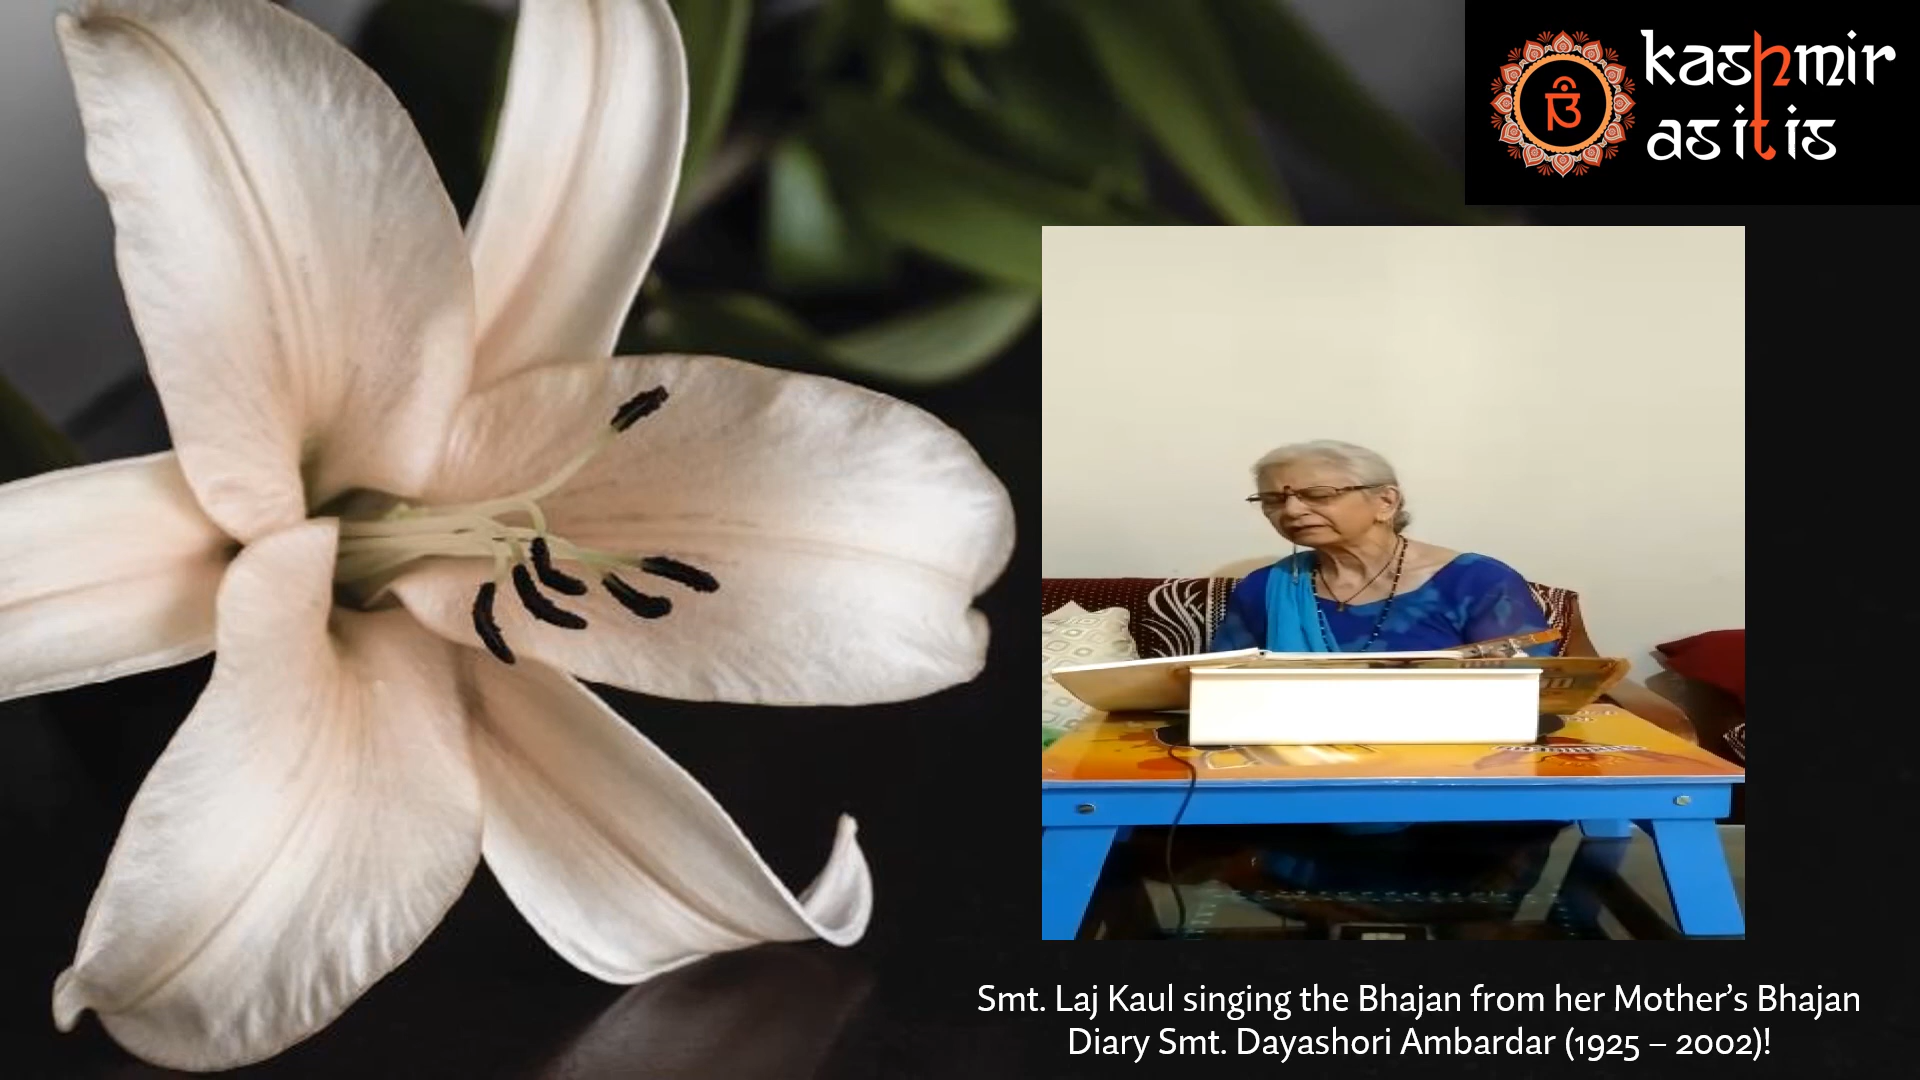 kashmir
as it is
Smt. Laj Kaul singing the Bhajan from her Mother’s Bhajan
Diary Smt. Dayashori Ambardar (1925 – 2002)!